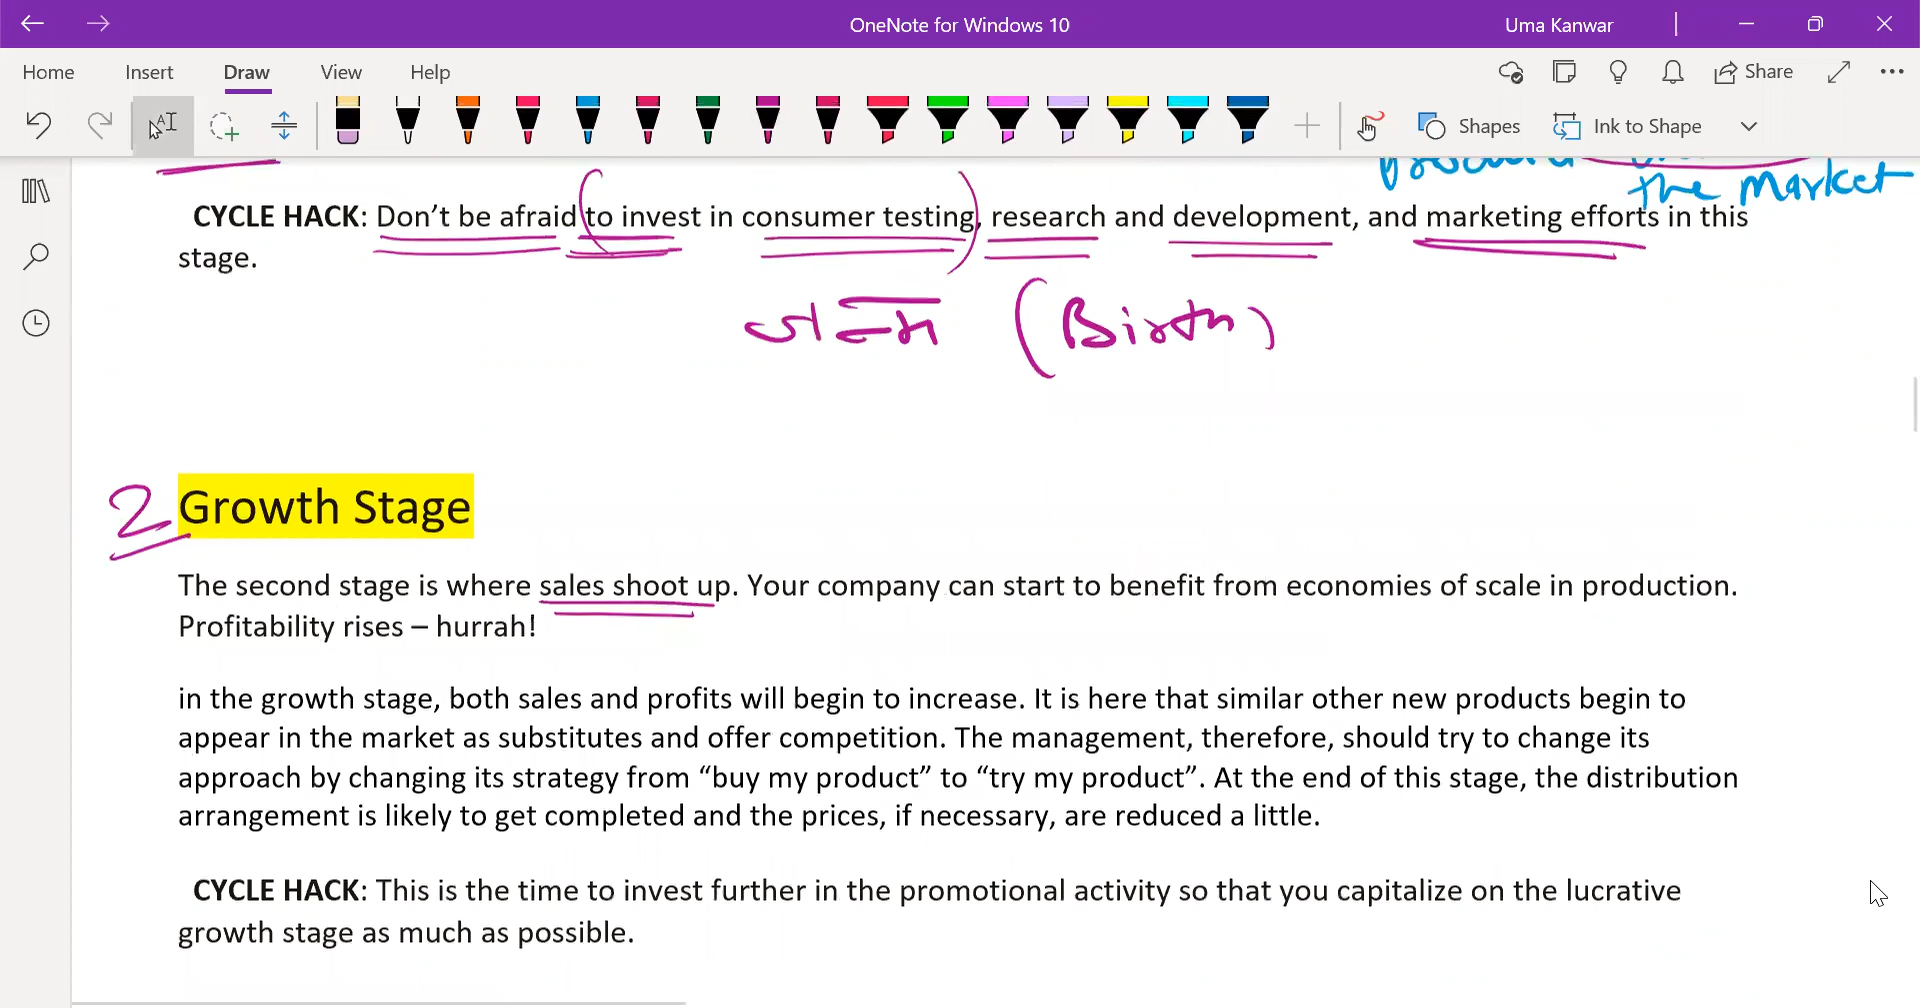 OneNote for Windows 10
Uma Kanwar
Home Insert Draw View Help
Share
Shapes
Ink to Shape
the market
CYCLE HACK: Don’t be afraid to invest in consumer testing, research and development, and marketing efforts in this
stage.
(Birth)
2 Growth Stage
The second stage is where sales shoot up. Your company can start to benefit from economies of scale in production.
Profitability rises – hurrah!
in the growth stage, both sales and profits will begin to increase. It is here that similar other new products begin to
appear in the market as substitutes and offer competition. The management, therefore, should try to change its
approach by changing its strategy from “buy my product” to “try my product”. At the end of this stage, the distribution
arrangement is likely to get completed and the prices, if necessary, are reduced a little.
CYCLE HACK: This is the time to invest further in the promotional activity so that you capitalize on the lucrative
growth stage as much as possible.